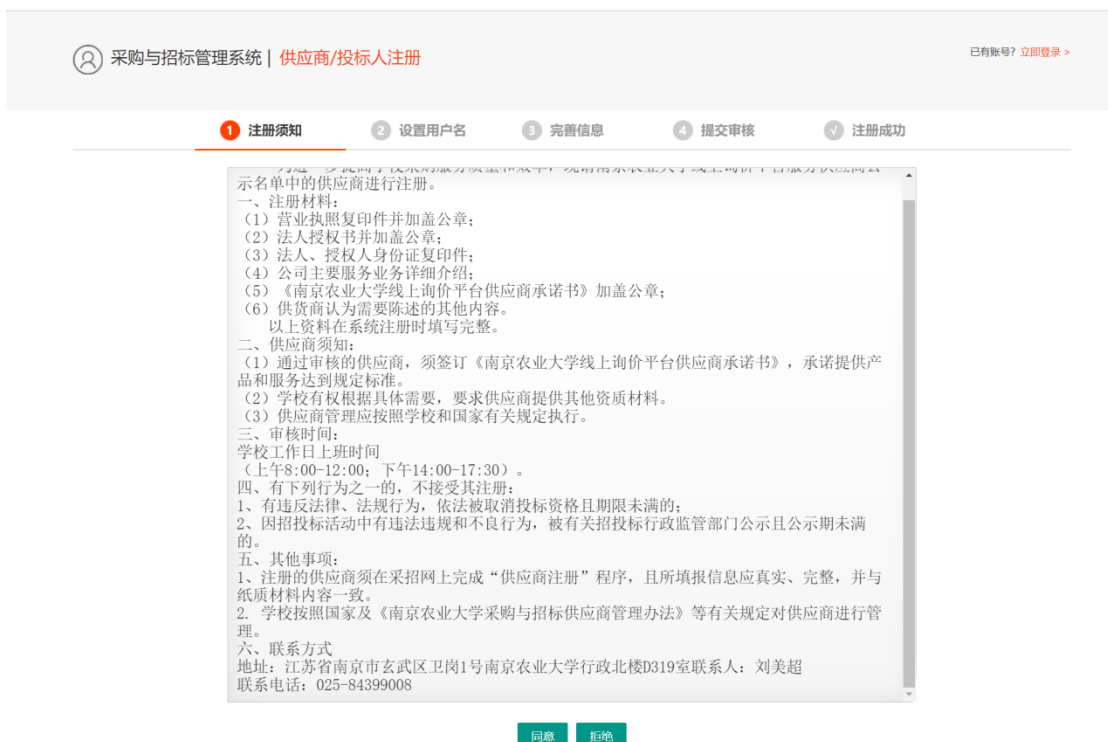 采购与招标管理系统 | 供应商/投标人注册
已有账号? 立即登录 >
1 注册须知
2 设置用户名
3 完善信息
4 提交审核
√ 注册成功
示名单中的供应商进行注册。
一、注册材料:
(1)营业执照复印件并加盖公章;
(2)法人授权书并加盖公章;
(3)法人、授权人身份证复印件;
(4)公司主要服务业务详细介绍;
(5)《南京农业大学线上询价平台供应商承诺书》加盖公章;
(6)供货商认为需要陈述的其他内容。
以上资料在系统注册时填写完整。
二、供应商须知:
(1)通过审核的供应商,须签订《南京农业大学线上询价平台供应商承诺书》,承诺提供产
品和服务达到规定标准。
(2)学校有权根据具体需要,要求供应商提供其他资质材料。
(3)供应商管理应按照学校和国家有关规定执行。
三、审核时间:
学校工作日上班时间
(上午8:00-12:00;下午14:00-17:30)。
四、有下列行为之一的,不接受其注册:
1、有违反法律、法规行为,依法被取消投标资格且期限未满的;
2、因招投标活动中有违法违规和不良行为,被有关招投标行政监管部门公示且公示期未满
的。
五、其他事项:
1、注册的供应商须在采招网上完成“供应商注册”程序,且所填报信息应真实、完整,并与
纸质材料内容一致。
2. 学校按照国家及《南京农业大学采购与招标供应商管理办法》等有关规定对供应商进行管
理。
六、联系方式
地址:江苏省南京市玄武区卫岗1号南京农业大学行政北楼D319室联系人:刘美超
联系电话:025-84399008
同意
拒绝